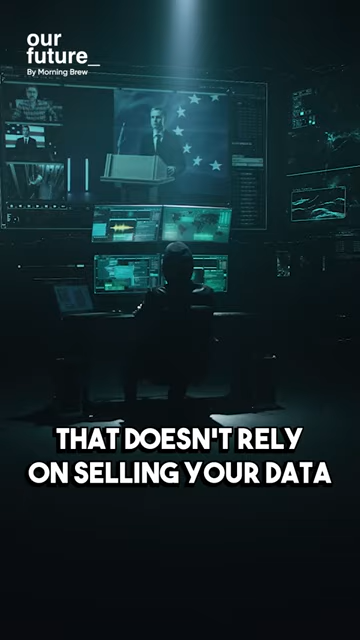 our
future_
By Morning Brew
THAT DOESN'T RELY
ON SELLING YOUR DATA